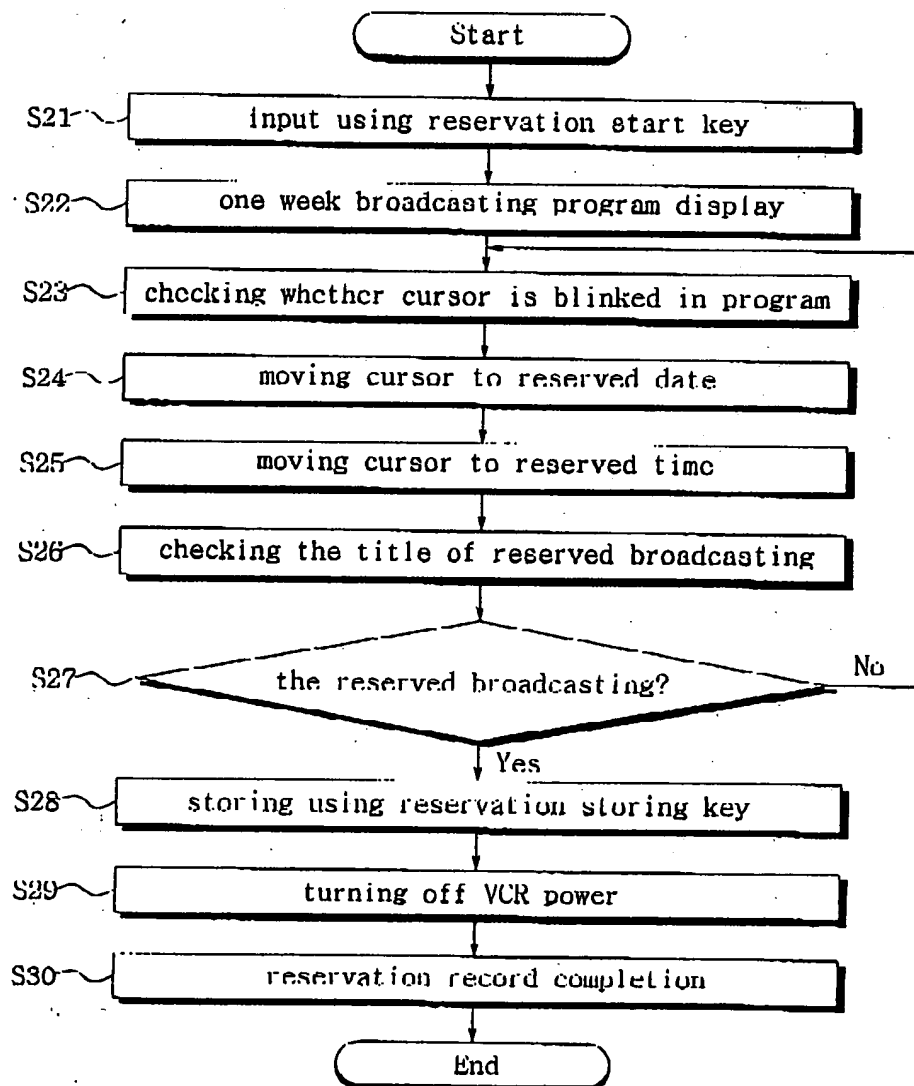 Start
S21 input using reservation start key
S22 one week broadcasting program display
S23 checking whether cursor is blinked in program
S24 moving cursor to reserved date
S25 moving cursor to reserved time
S26 checking the title of reserved broadcasting
S27 the reserved broadcasting? No
Yes
S28 storing using reservation storing key
S29 turning off VCR power
S30 reservation record completion
End